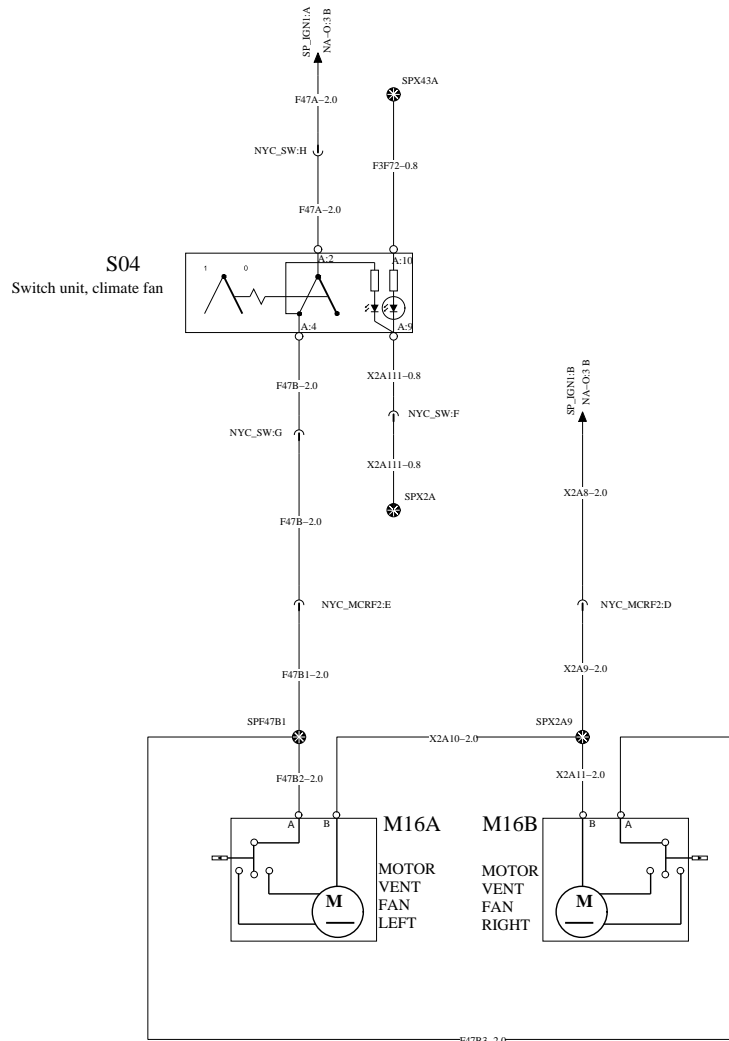 SP_IGN1:A
NA–O:3 B
SPX43A
F47A–2.0
NYC_SW:H
F3F72–0.8
F47A–2.0
S04
Switch unit, climate fan
A:2
A:10
1
0
A:4
A:9
X2A111–0.8
F47B–2.0
SP_IGN1:B
NA–O:3 B
NYC_SW:F
NYC_SW:G
X2A111–0.8
X2A8–2.0
SPX2A
F47B–2.0
NYC_MCRF2:E
NYC_MCRF2:D
X2A9–2.0
F47B1–2.0
SPF47B1
SPX2A9
X2A10–2.0
F47B2–2.0
X2A11–2.0
A
B
M16A
M16B
B
A
MOTOR
VENT
FAN
LEFT
MOTOR
VENT
FAN
RIGHT
M
M
F47B3–2.0